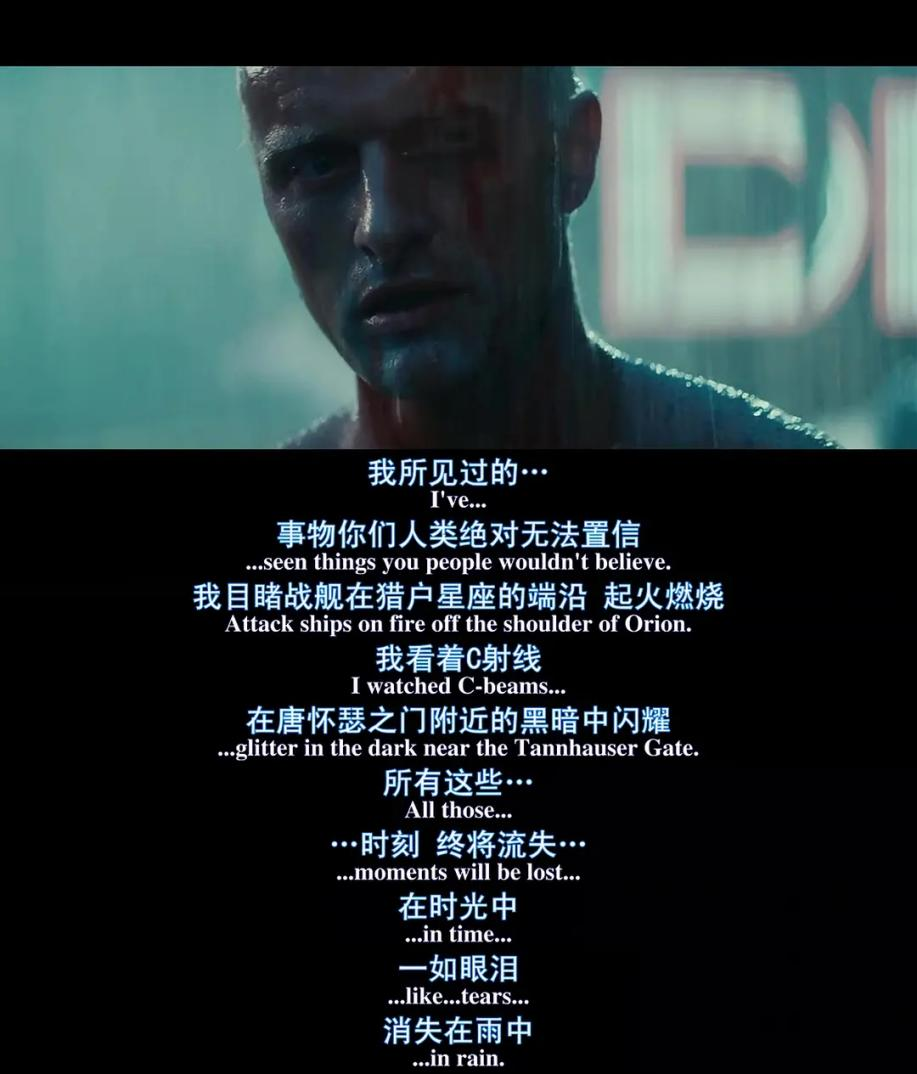 我所见过的…
I've...
事物你们人类绝对无法置信
...seen things you people wouldn't believe.
我目睹战舰在猎户星座的端沿 起火燃烧
Attack ships on fire off the shoulder of Orion.
我看着C射线
I watched C-beams...
在唐怀瑟之门附近的黑暗中闪耀
...glitter in the dark near the Tannhauser Gate.
所有这些…
All those...
…时刻 终将流失…
...moments will be lost...
在时光中
...in time...
一如眼泪
...like...tears...
消失在雨中
...in rain.